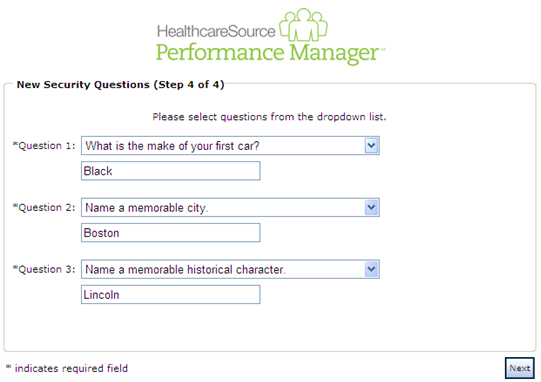 HealthcareSource
Performance Manager™
New Security Questions (Step 4 of 4)
Please select questions from the dropdown list.
*Question 1: What is the make of your first car?
Black
*Question 2: Name a memorable city.
Boston
*Question 3: Name a memorable historical character.
Lincoln
* indicates required field Next